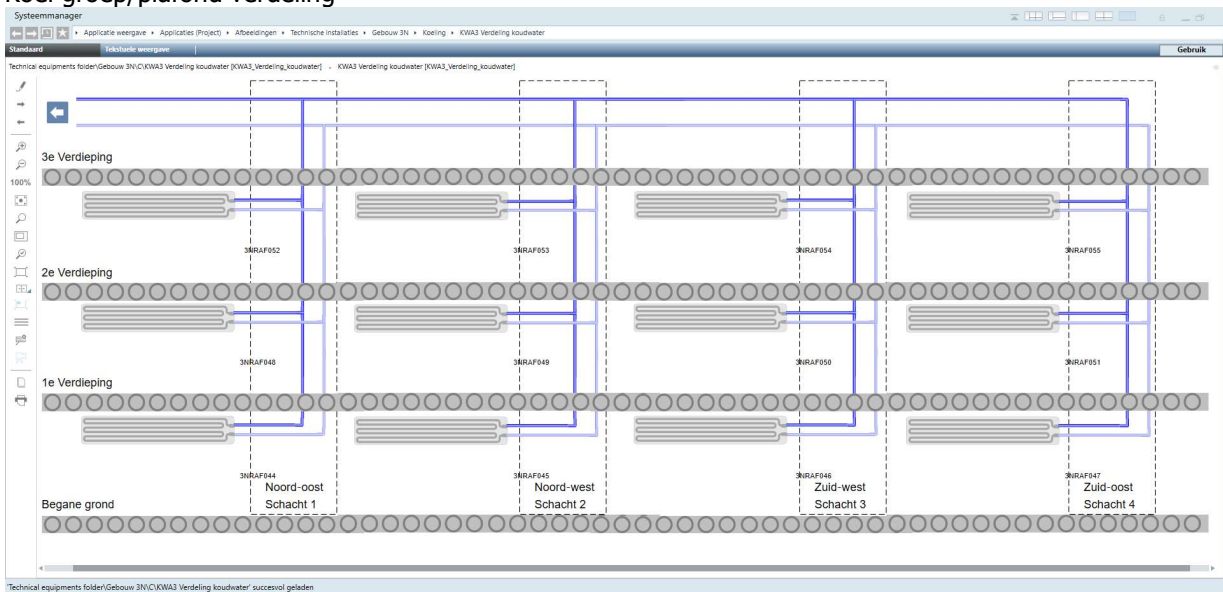 Koel groep/plafond verdeling
Systeemmanager
Applicatie weergave Applicaties (Project) Afbeeldingen Technische installaties Gebouw 3N Koeling KWA3 Verdeling koudwater
Standaard Tekstuele weergave Gebruik
Technical equipments folder\Gebouw 3N\C\KWA3 Verdeling koudwater [KWA3_Verdeling_koudwater] - KWA3 Verdeling koudwater [KWA3_Verdeling_koudwater]
3e Verdieping
100%
3NRAF052 3NRAF053 3NRAF054 3NRAF055
2e Verdieping
3NRAF048 3NRAF049 3NRAF050 3NRAF051
1e Verdieping
3NRAF044 3NRAF045 3NRAF046 3NRAF047
Noord-oost Noord-west Zuid-west Zuid-oost
Begane grond Schacht 1 Schacht 2 Schacht 3 Schacht 4
'Technical equipments folder\Gebouw 3N\C\KWA3 Verdeling koudwater' succesvol geladen